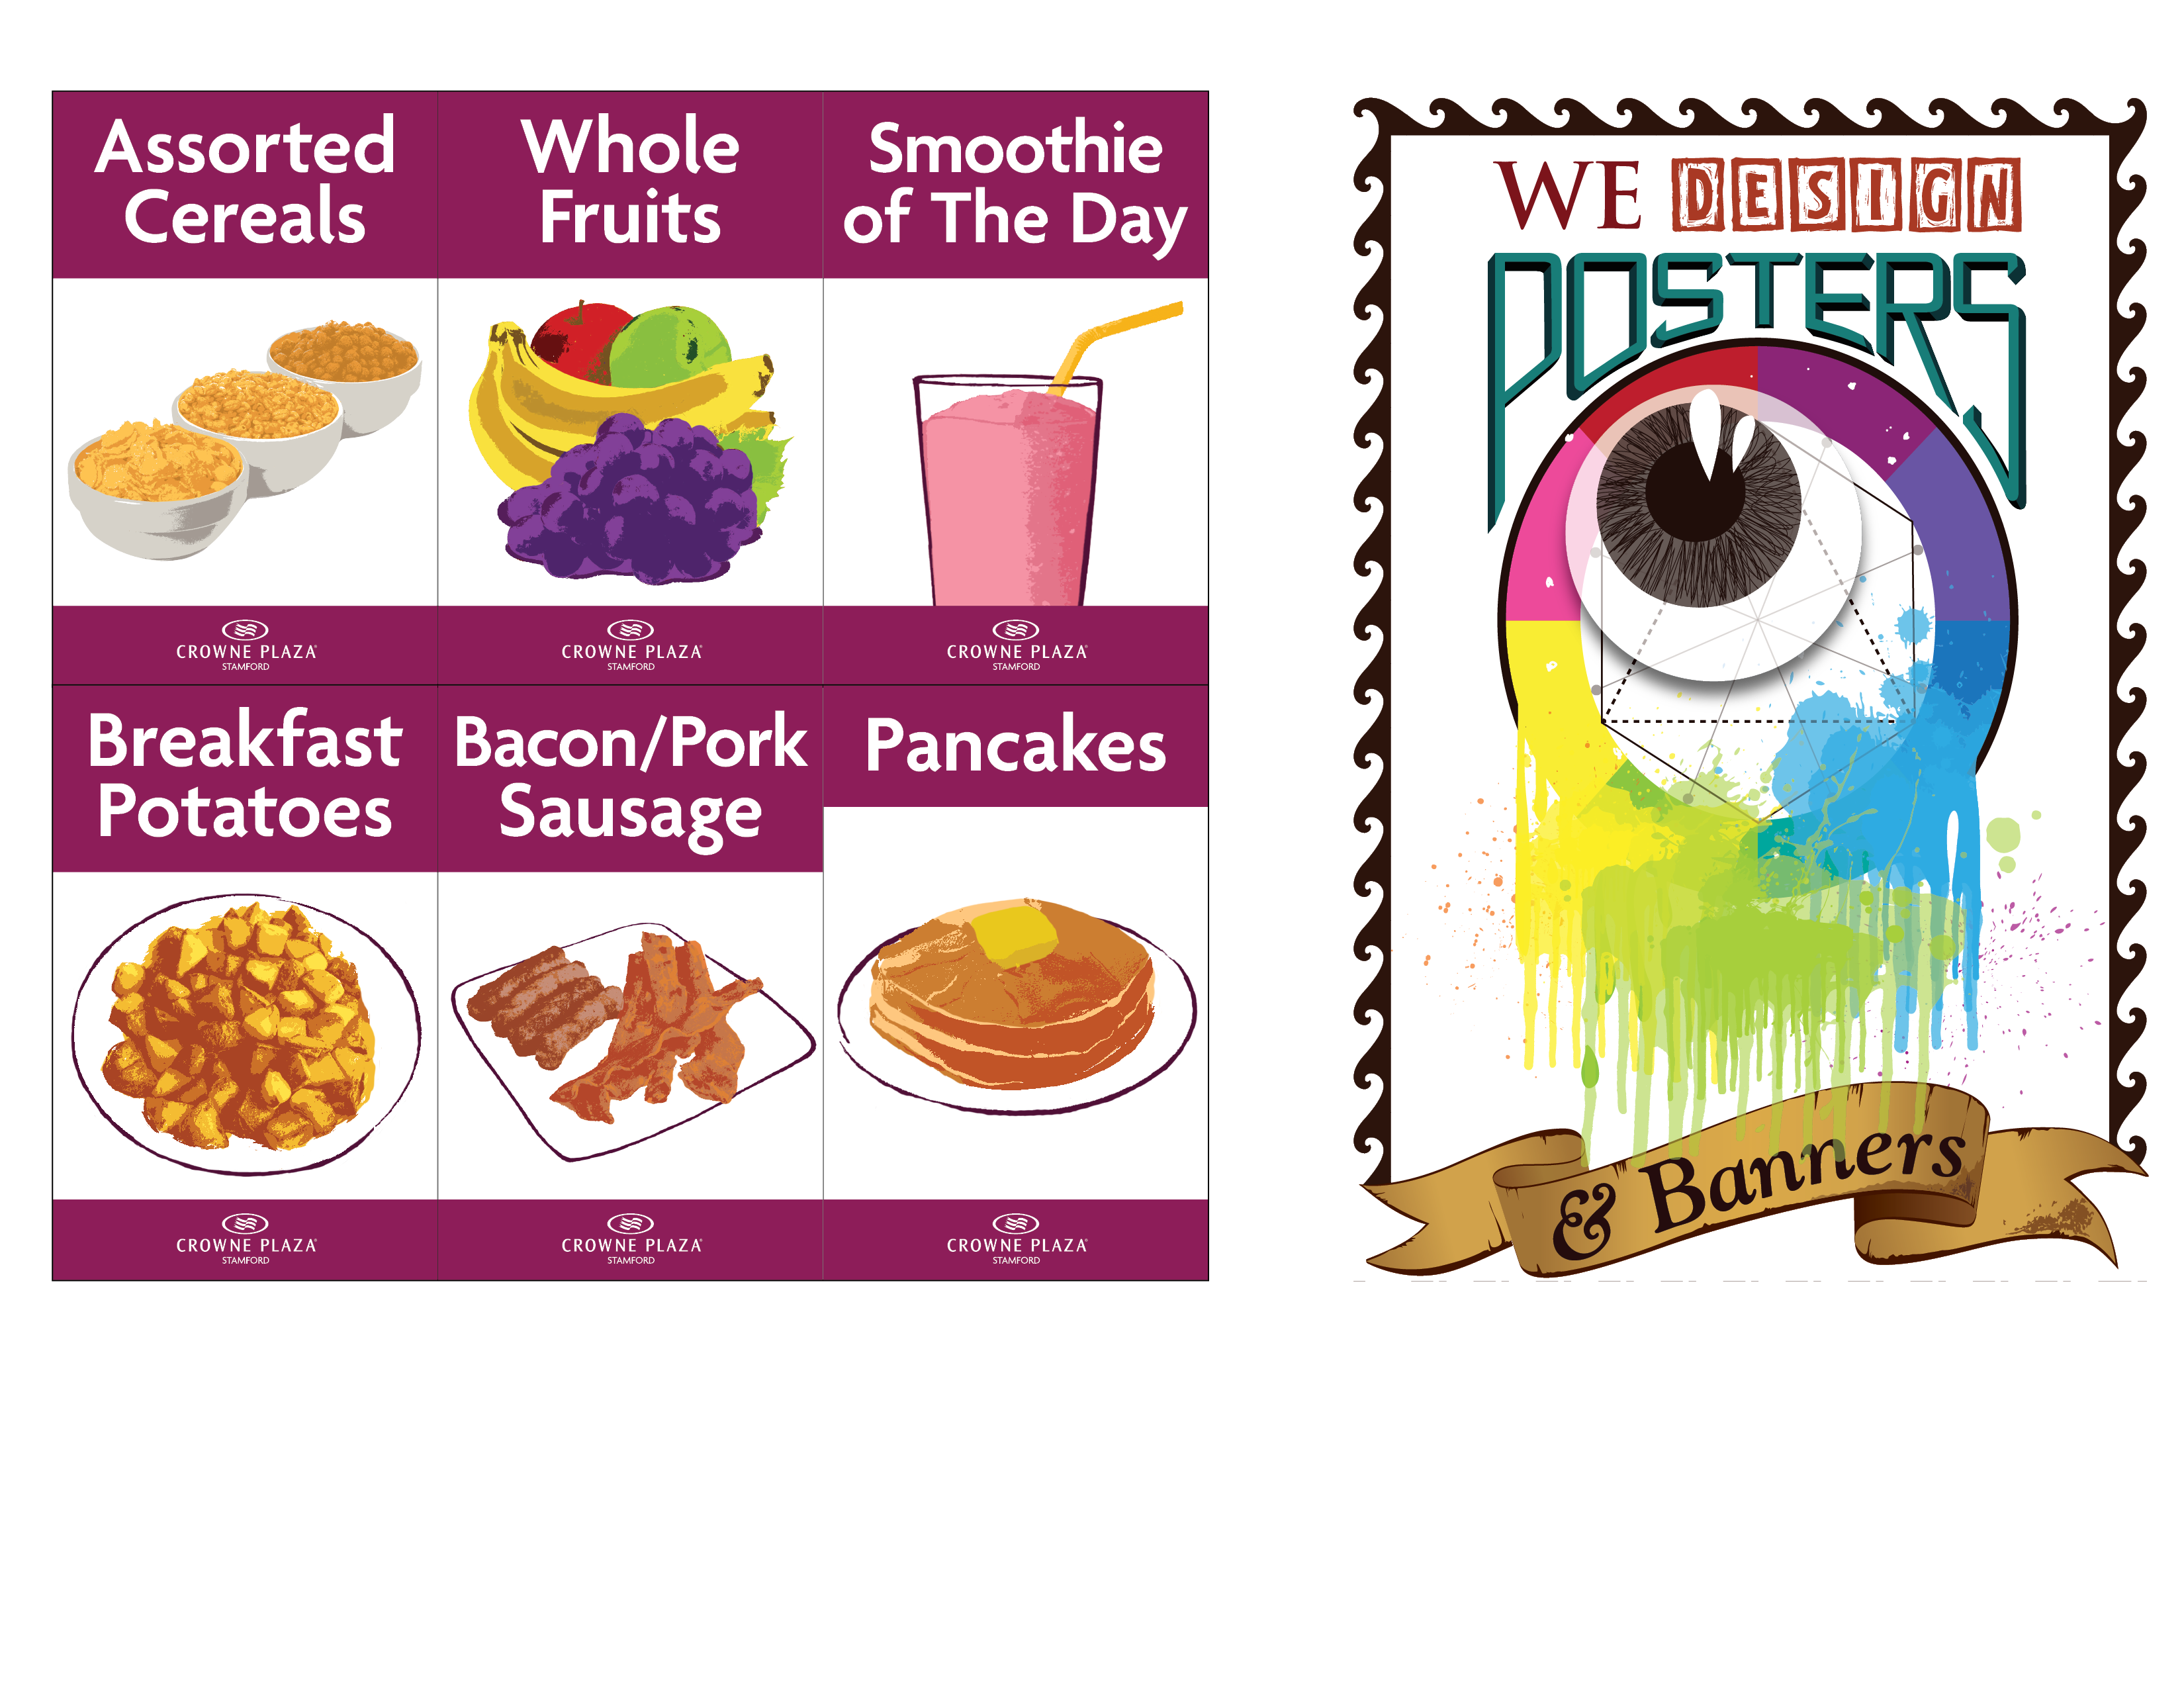 Assorted
Cereals
CROWNE PLAZA®
STAMFORD
Whole
Fruits
CROWNE PLAZA®
STAMFORD
Smoothie
of The Day
CROWNE PLAZA®
STAMFORD
Breakfast
Potatoes
CROWNE PLAZA®
STAMFORD
Bacon/Pork
Sausage
CROWNE PLAZA®
STAMFORD
Pancakes
CROWNE PLAZA®
STAMFORD
WE DESIGN
POSTERS
& Banners